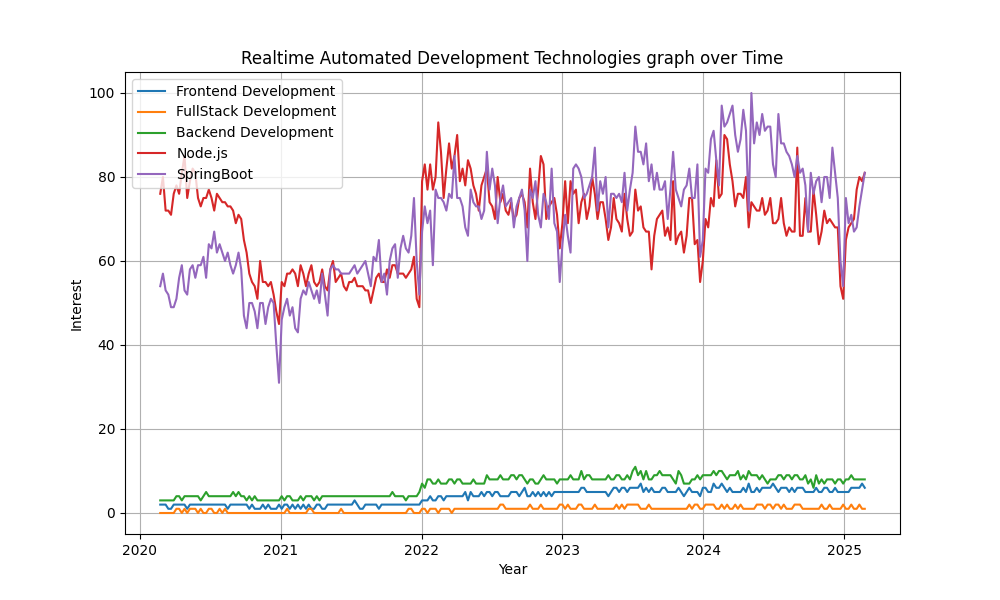 Realtime Automated Development Technologies graph over Time
100
80
60
40
20
0
Interest
Frontend Development
FullStack Development
Backend Development
Node.js
SpringBoot
2020 2021 2022 2023 2024 2025
Year